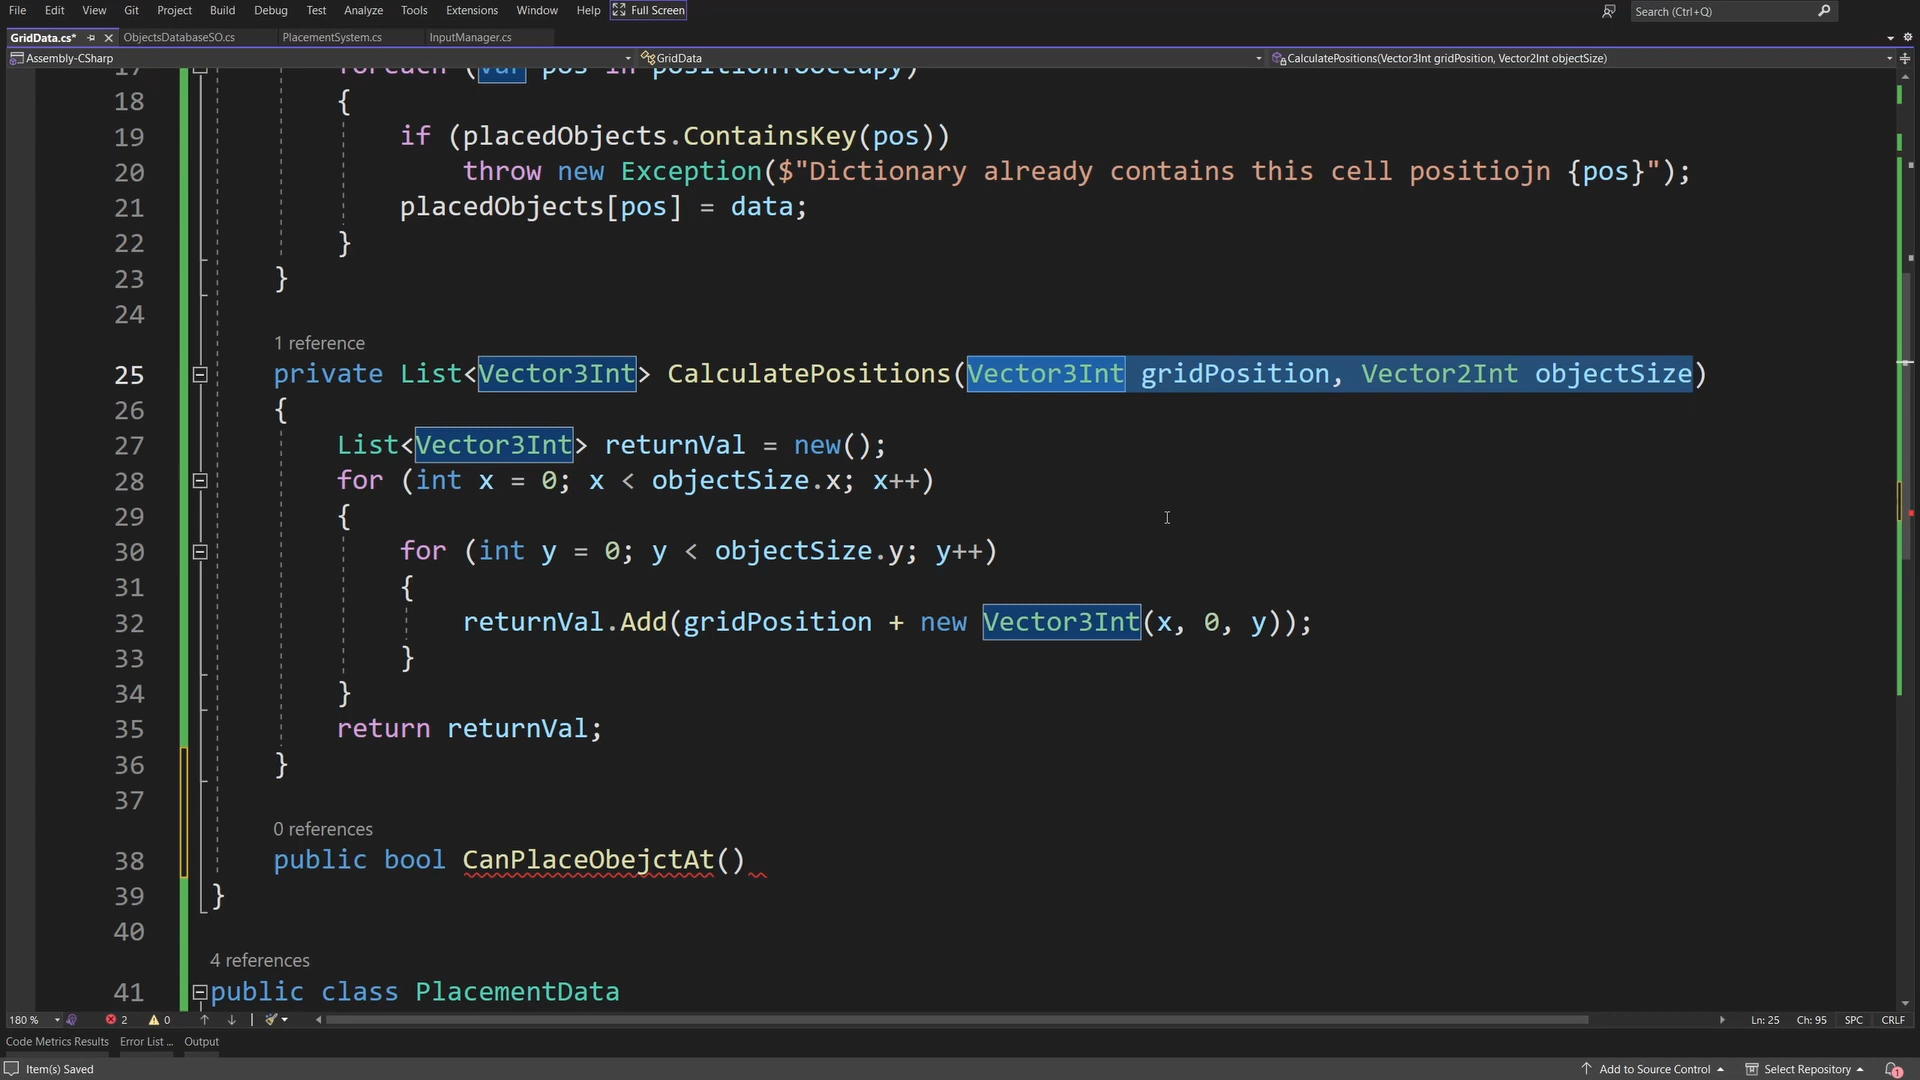 File Edit View Git Project Build Debug Test Analyze Tools Extensions Window Help Full Screen Search (Ctrl+Q)
GridData.cs* ObjectsDatabaseSO.cs PlacementSystem.cs InputManager.cs
Assembly-CSharp GridData CalculatePositions(Vector3Int gridPosition, Vector2Int objectSize)
17 foreach (var pos in positionToOccupy)
18 {
19 if (placedObjects.ContainsKey(pos))
20 throw new Exception($"Dictionary already contains this cell positiojn {pos}");
21 placedObjects[pos] = data;
22 }
23 }
24
1 reference
25 private List<Vector3Int> CalculatePositions(Vector3Int gridPosition, Vector2Int objectSize)
26 {
27 List<Vector3Int> returnVal = new();
28 for (int x = 0; x < objectSize.x; x++)
29 {
30 for (int y = 0; y < objectSize.y; y++)
31 {
32 returnVal.Add(gridPosition + new Vector3Int(x, 0, y));
33 }
34 }
35 return returnVal;
36 }
37
0 references
38 public bool CanPlaceObejctAt()
39 }
40
4 references
41 public class PlacementData
180 % 2 0 Ln: 25 Ch: 95 SPC CRLF
Code Metrics Results Error List ... Output
Item(s) Saved Add to Source Control Select Repository 1